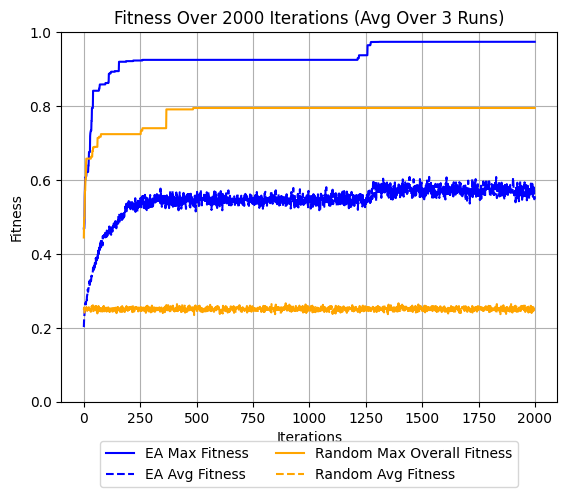 Fitness Over 2000 Iterations (Avg Over 3 Runs)
1.0
0.8
0.6
0.4
0.2
0.0
Fitness
0 250 500 750 1000 1250 1500 1750 2000
Iterations
EA Max Fitness Random Max Overall Fitness
EA Avg Fitness Random Avg Fitness